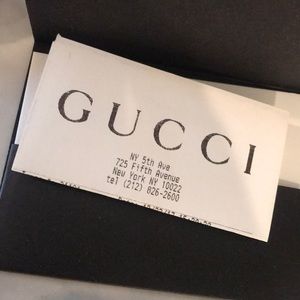 GUCCI
NY 5th Ave
725 Fifth Avenue
New York NY 10022
tel (212) 826-2600